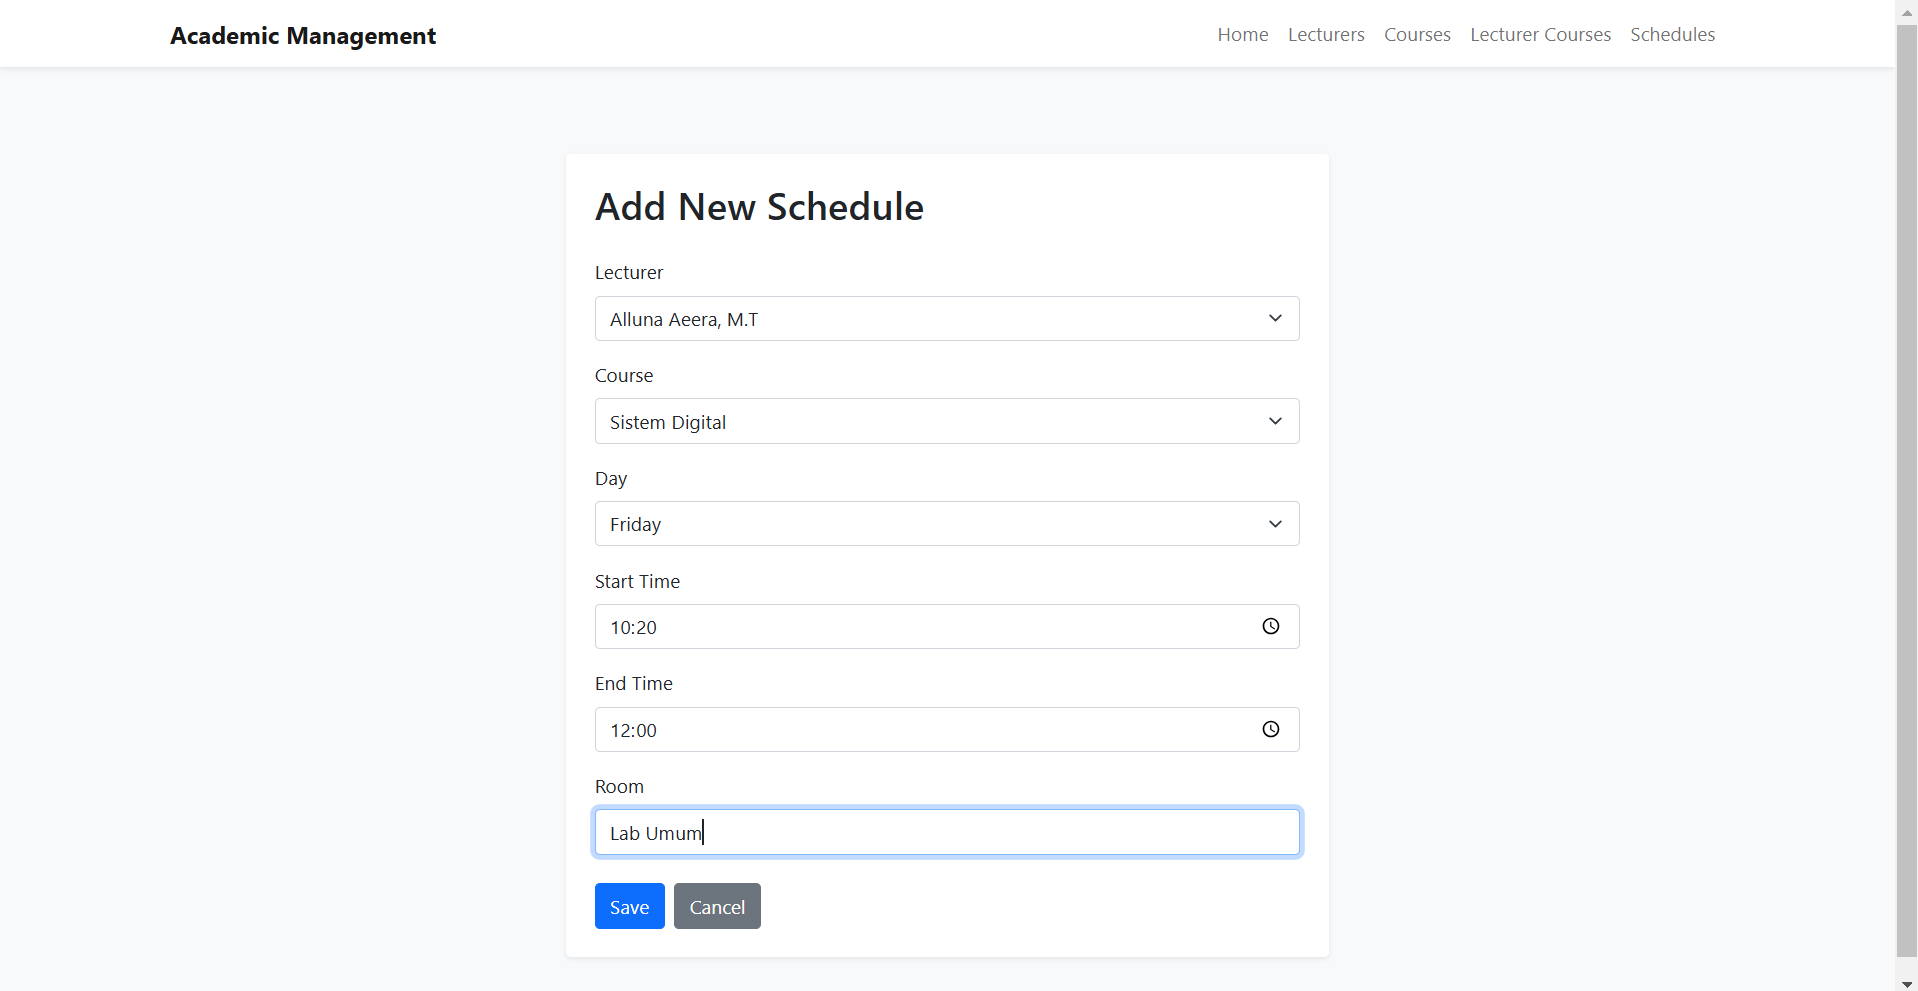 Academic Management
Home Lecturers Courses Lecturer Courses Schedules
Add New Schedule
Lecturer
Alluna Aeera, M.T
Course
Sistem Digital
Day
Friday
Start Time
10:20
End Time
12:00
Room
Lab Umum
Save Cancel